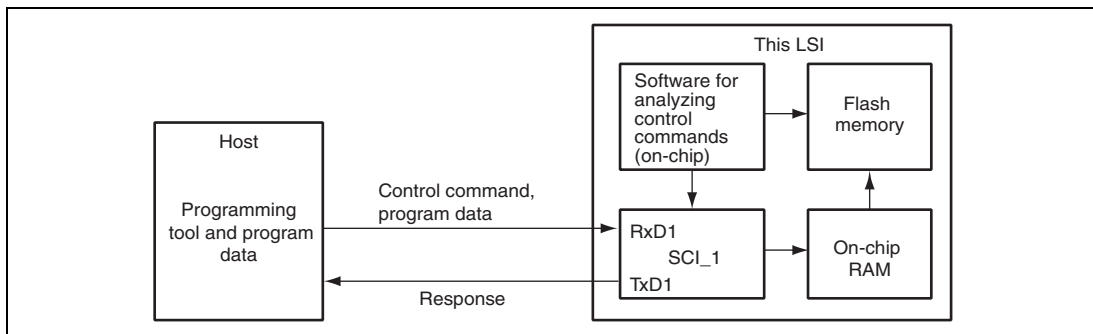 This LSI
Software for
analyzing
control
commands
(on-chip)
Flash
memory
Host
Programming
tool and program
data
Control command,
program data
RxD1
SCI_1
TxD1
On-chip
RAM
Response